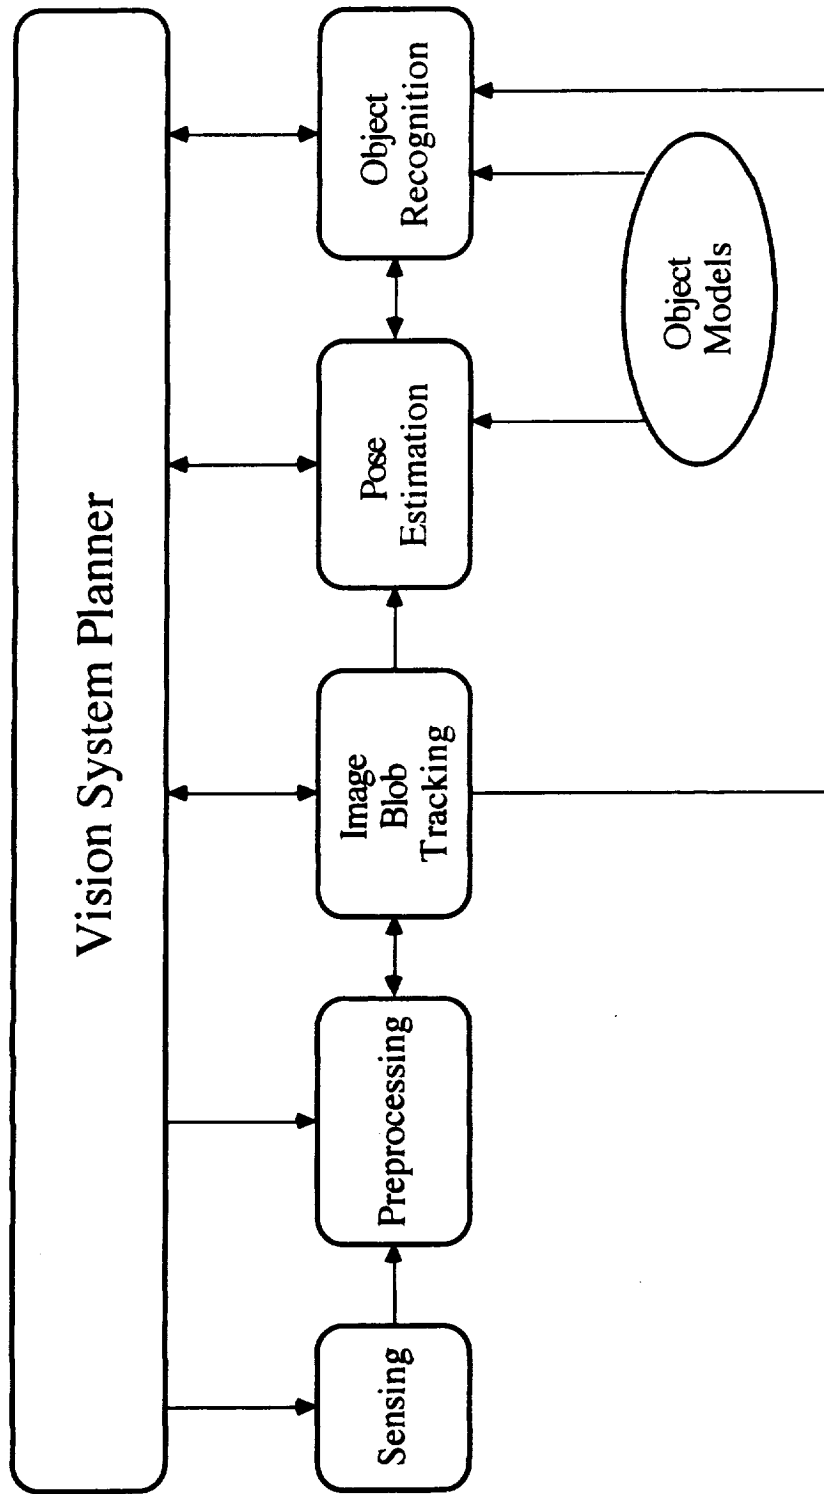 Vision System Planner
Sensing
Preprocessing
Image
Blob
Tracking
Pose
Estimation
Object
Recognition
Object
Models